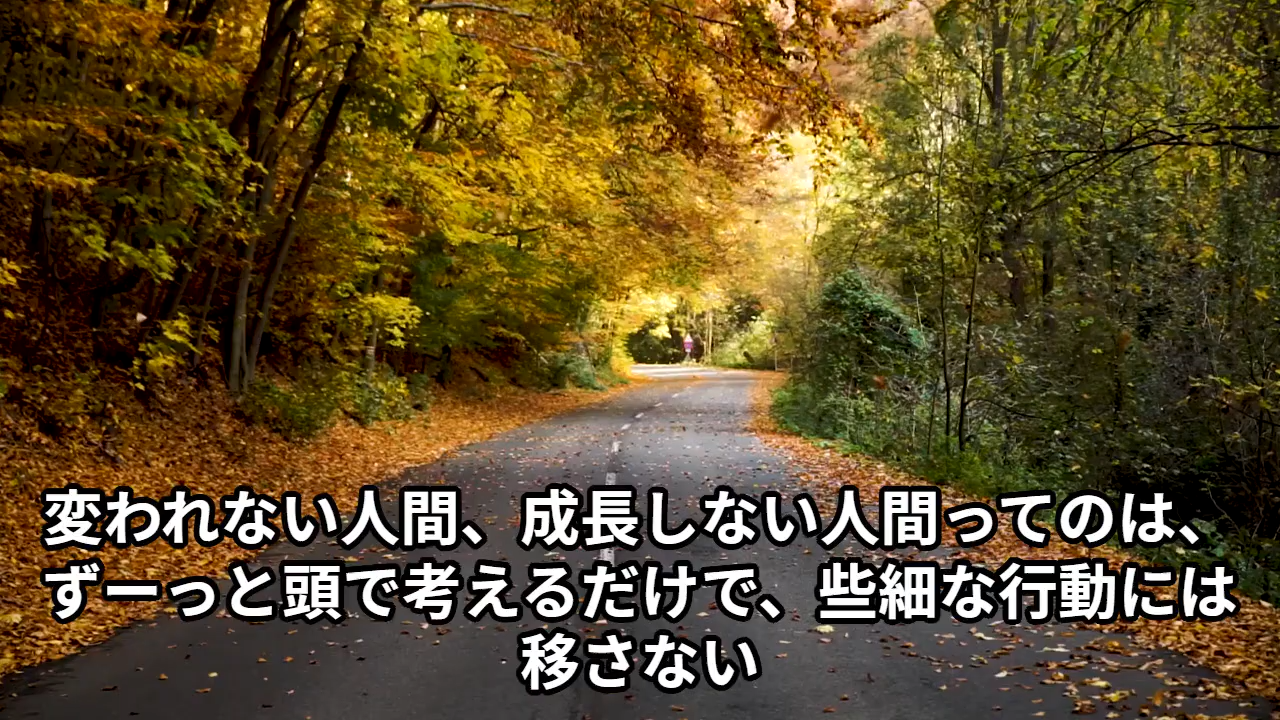 変われない人間、成長しない人間ってのは、
ずーっと頭で考えるだけで、些細な行動には
移さない